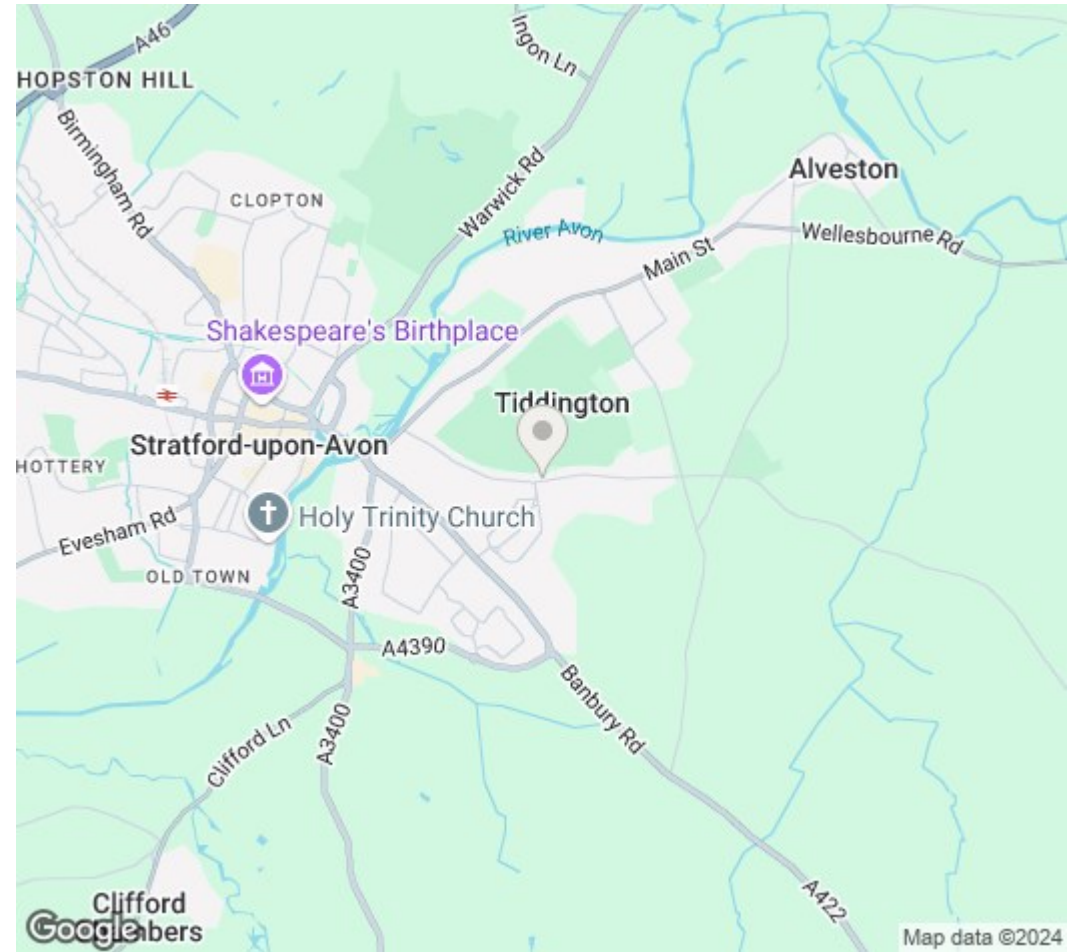 A46
Ingon Ln
HOPSTON HILL
Birmingham Rd
Alveston
CLOPTON
Warwick Rd
River Avon
Wellesbourne Rd
Main St
Shakespeare's Birthplace
Tiddington
Stratford-upon-Avon
HOTTERY
Holy Trinity Church
Evesham Rd
OLD TOWN
A3400
A4390
Banbury Rd
Clifford Ln
A3400
Clifford
A422
Google
Map data ©2024